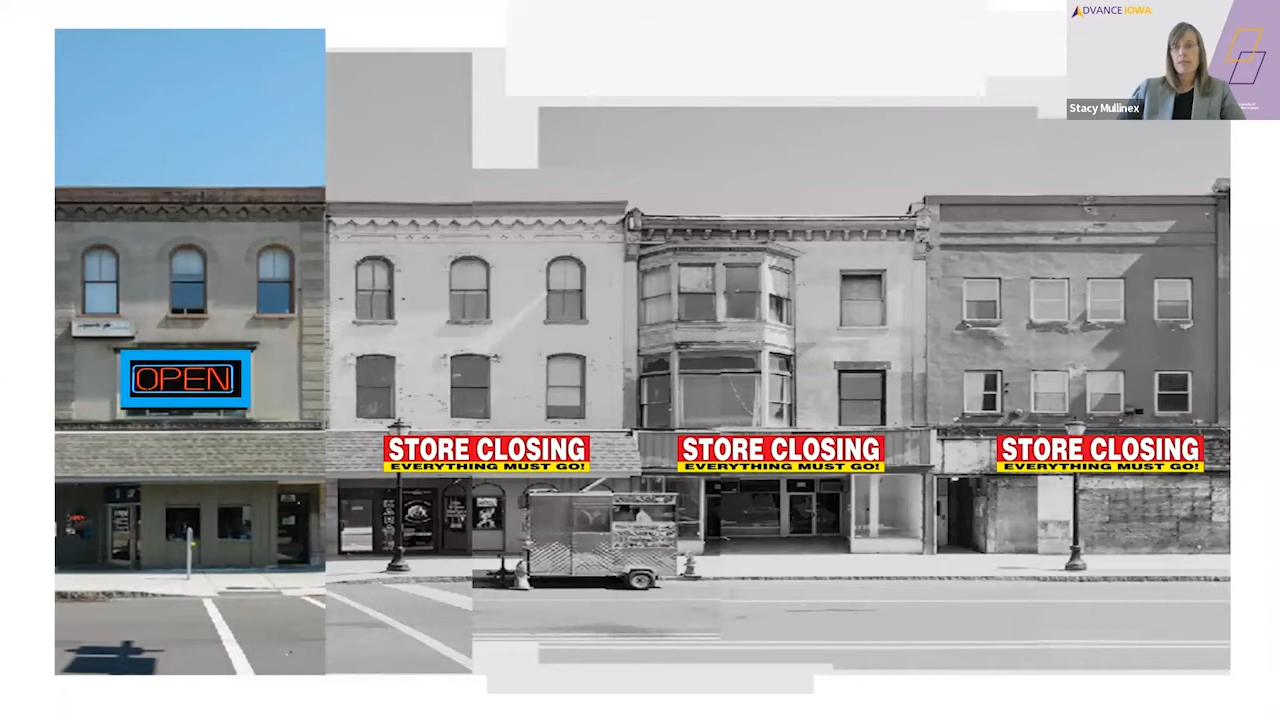 ADVANCE IOWA
Stacy Mullinex
OPEN
STORE CLOSING
EVERYTHING MUST GO!
STORE CLOSING
EVERYTHING MUST GO!
STORE CLOSING
EVERYTHING MUST GO!